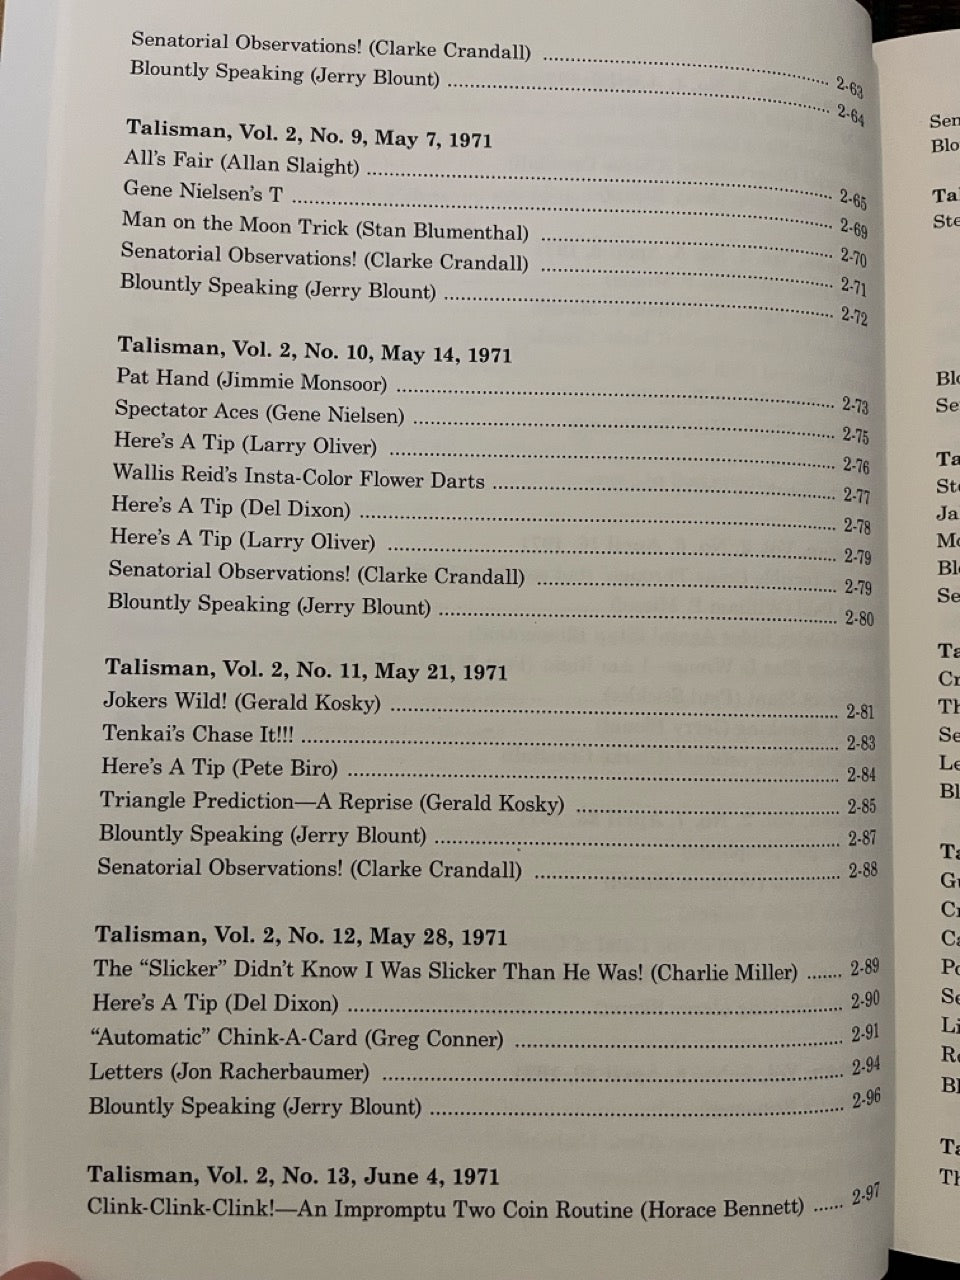 Senatorial Observations! (Clarke Crandall) ........ 2-63
Blountly Speaking (Jerry Blount) ........ 2-64
Talisman, Vol. 2, No. 9, May 7, 1971
All's Fair (Allan Slaight) ........ 2-65
Gene Nielsen's T ........ 2-69
Man on the Moon Trick (Stan Blumenthal) ........ 2-70
Senatorial Observations! (Clarke Crandall) ........ 2-71
Blountly Speaking (Jerry Blount) ........ 2-72
Talisman, Vol. 2, No. 10, May 14, 1971
Pat Hand (Jimmie Monsoor) ........ 2-73
Spectator Aces (Gene Nielsen) ........ 2-75
Here's A Tip (Larry Oliver) ........ 2-76
Wallis Reid's Insta-Color Flower Darts ........ 2-77
Here's A Tip (Del Dixon) ........ 2-78
Here's A Tip (Larry Oliver) ........ 2-79
Senatorial Observations! (Clarke Crandall) ........ 2-79
Blountly Speaking (Jerry Blount) ........ 2-80
Talisman, Vol. 2, No. 11, May 21, 1971
Jokers Wild! (Gerald Kosky) ........ 2-81
Tenkai's Chase It!!! ........ 2-83
Here's A Tip (Pete Biro) ........ 2-84
Triangle Prediction—A Reprise (Gerald Kosky) ........ 2-85
Blountly Speaking (Jerry Blount) ........ 2-87
Senatorial Observations! (Clarke Crandall) ........ 2-88
Talisman, Vol. 2, No. 12, May 28, 1971
The “Slicker” Didn't Know I Was Slicker Than He Was! (Charlie Miller) ....... 2-89
Here's A Tip (Del Dixon) ........ 2-90
“Automatic” Chink-A-Card (Greg Conner) ........ 2-91
Letters (Jon Racherbaumer) ........ 2-94
Blountly Speaking (Jerry Blount) ........ 2-96
Talisman, Vol. 2, No. 13, June 4, 1971
Clink-Clink-Clink!—An Impromptu Two Coin Routine (Horace Bennett) ...... 2-97